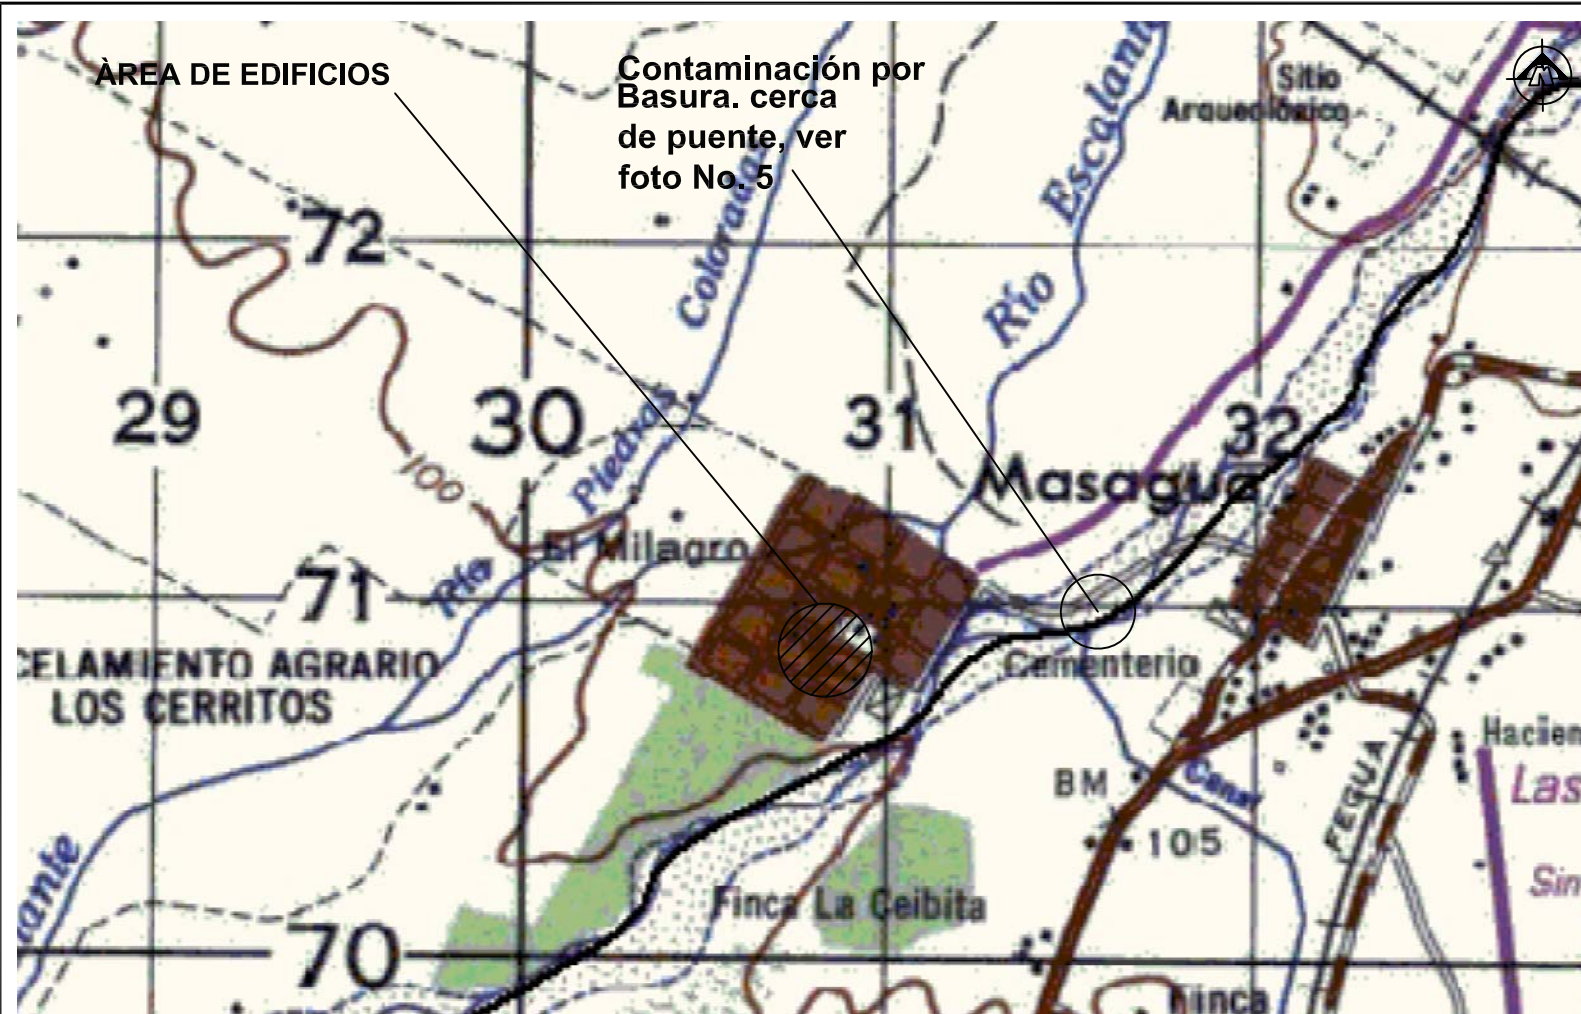 ÀREA DE EDIFICIOS
Contaminación por
Basura. cerca
de puente, ver
foto No. 5
Escalante
Sitio
Arqueológico
Coloradas
72
Río
29
30
31
32
Piedras
100
Masagua
El Milagro
Río
71
CELAMIENTO AGRARIO
LOS CERRITOS
Cementerio
BM
Canal
105
FEGUA
Hacien
Las
Sin
uante
Finca La Ceibita
70
Finca